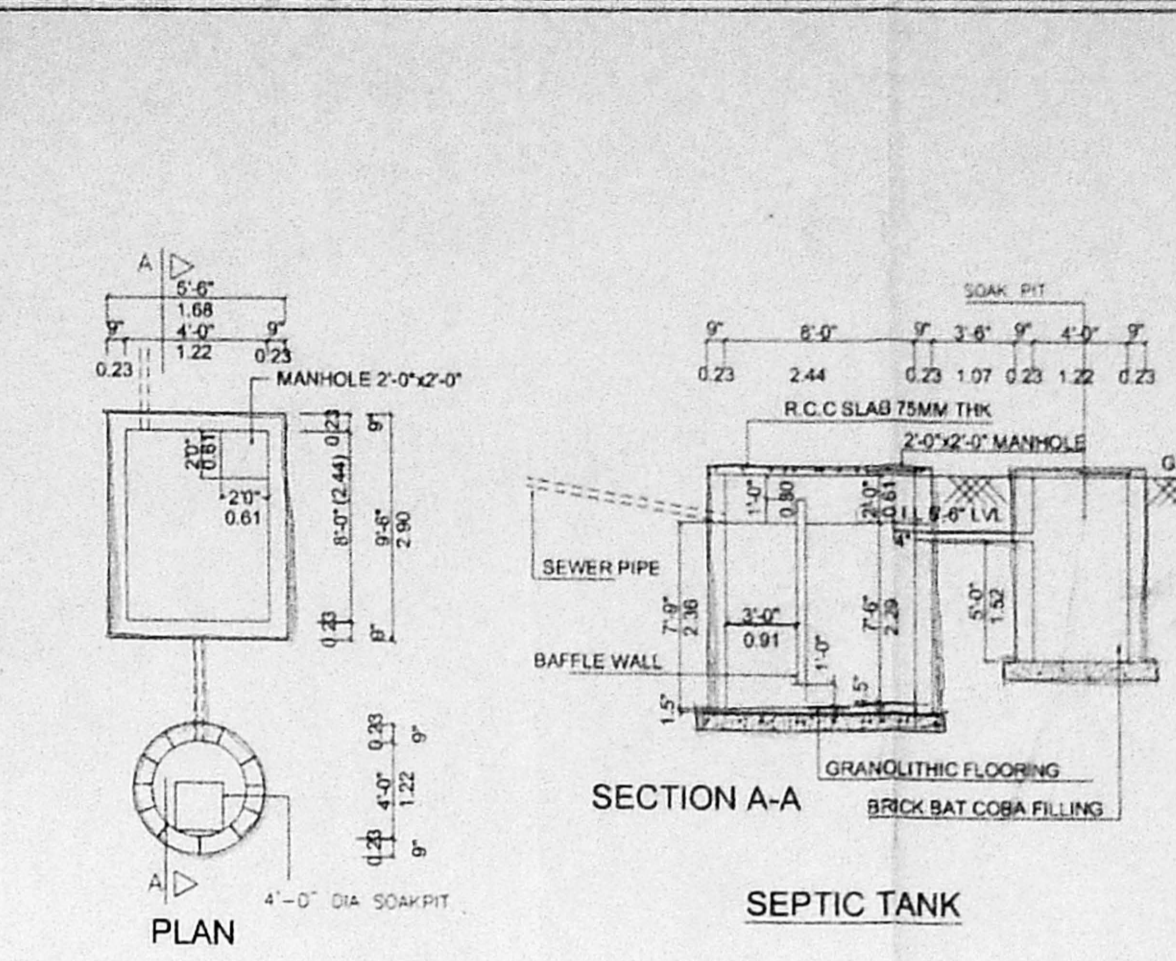 A
5'-6"
1.68
9" 4'-0" 9"
0.23 1.22 0.23
MANHOLE 2'-0"x2'-0"
2'0"
0.61
2'0"
0.61
0.23 9"
8'-0" (2.44)
9'-6"
2.90
0.23 9"
0.23 9"
4'-0"
1.22
0.23 9"
A
4'-0" DIA SOAKPIT
PLAN
SOAK PIT
9" 8'-0" 9" 3'-6" 9" 4'-0" 9"
0.23 2.44 0.23 1.07 0.23 1.22 0.23
R.C.C SLAB 75MM THK
2'-0"x2'-0" MANHOLE
1'-0"
2'-0"
0.61
LVL
4"
SEWER PIPE
7'-9"
2.36
3'-0"
0.91
7'-6"
2.29
5'-0"
1.52
BAFFLE WALL
1'-0"
1.5"
GRANOLITHIC FLOORING
SECTION A-A
BRICK BAT COBA FILLING
SEPTIC TANK